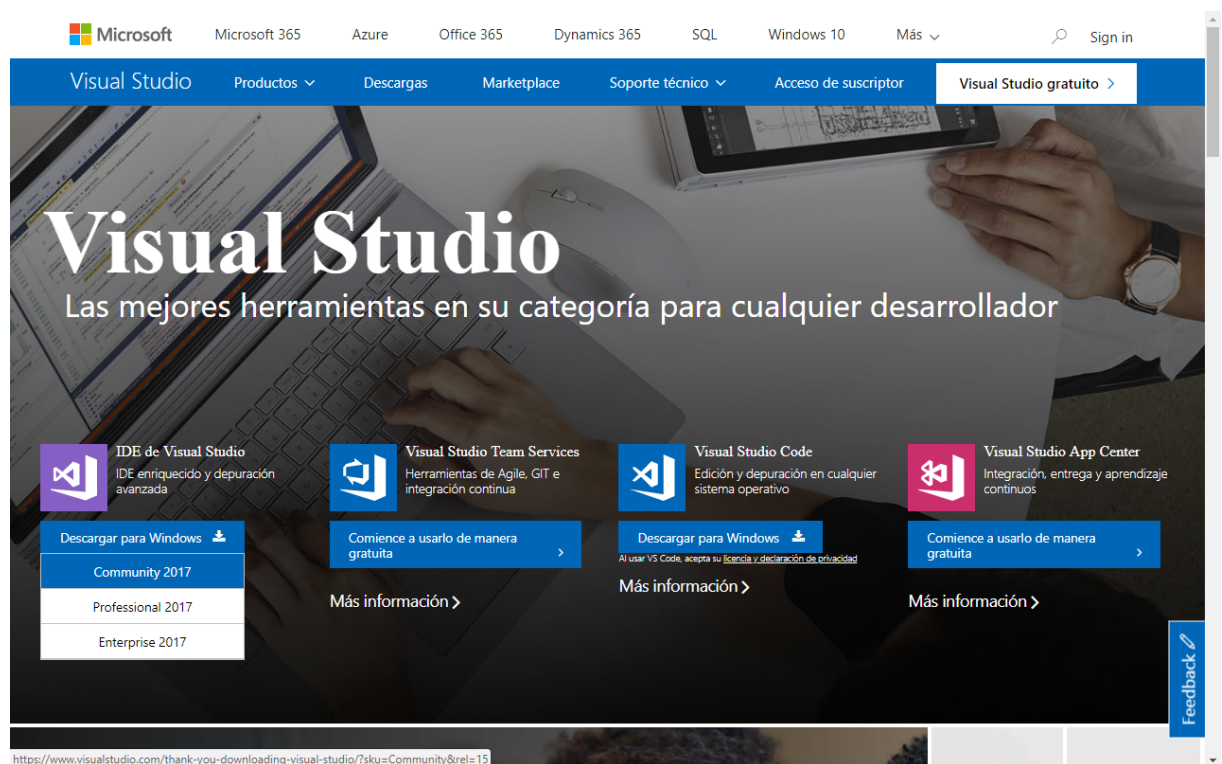 Microsoft
Microsoft 365
Azure
Office 365
Dynamics 365
SQL
Windows 10
Más
Sign in
Visual Studio
Productos
Descargas
Marketplace
Soporte técnico
Acceso de suscriptor
Visual Studio gratuito
Visual Studio
Las mejores herramientas en su categoría para cualquier desarrollador
IDE de Visual Studio
IDE enriquecido y depuración
avanzada
Descargar para Windows
Community 2017
Professional 2017
Enterprise 2017
Visual Studio Team Services
Herramientas de Agile, GIT e
integración continua
Comience a usarlo de manera
gratuita
Más información
Visual Studio Code
Edición y depuración en cualquier
sistema operativo
Descargar para Windows
Al usar VS Code, acepta su licencia y declaración de privacidad
Más información
Visual Studio App Center
Integración, entrega y aprendizaje
continuos
Comience a usarlo de manera
gratuita
Más información
Feedback
https://www.visualstudio.com/thank-you-downloading-visual-studio/?sku=Community&rel=15